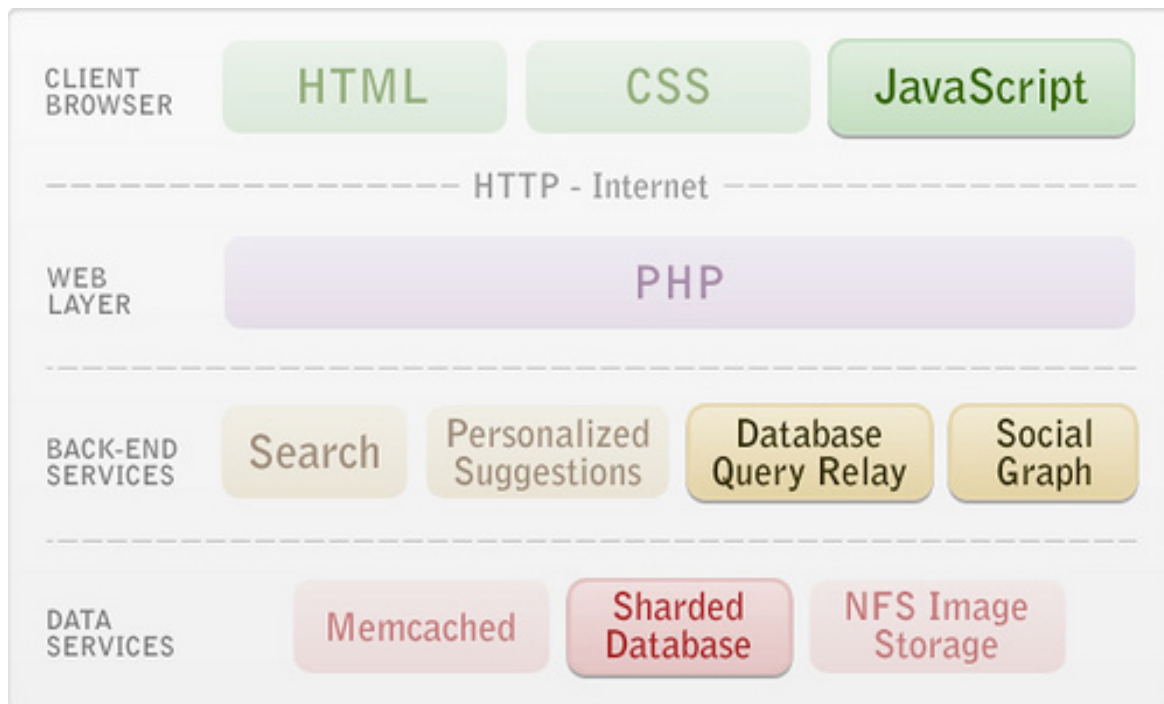 CLIENT
BROWSER
HTML
CSS
JavaScript
HTTP - Internet
WEB
LAYER
PHP
BACK-END
SERVICES
Search
Personalized
Suggestions
Database
Query Relay
Social
Graph
DATA
SERVICES
Memcached
Sharded
Database
NFS Image
Storage